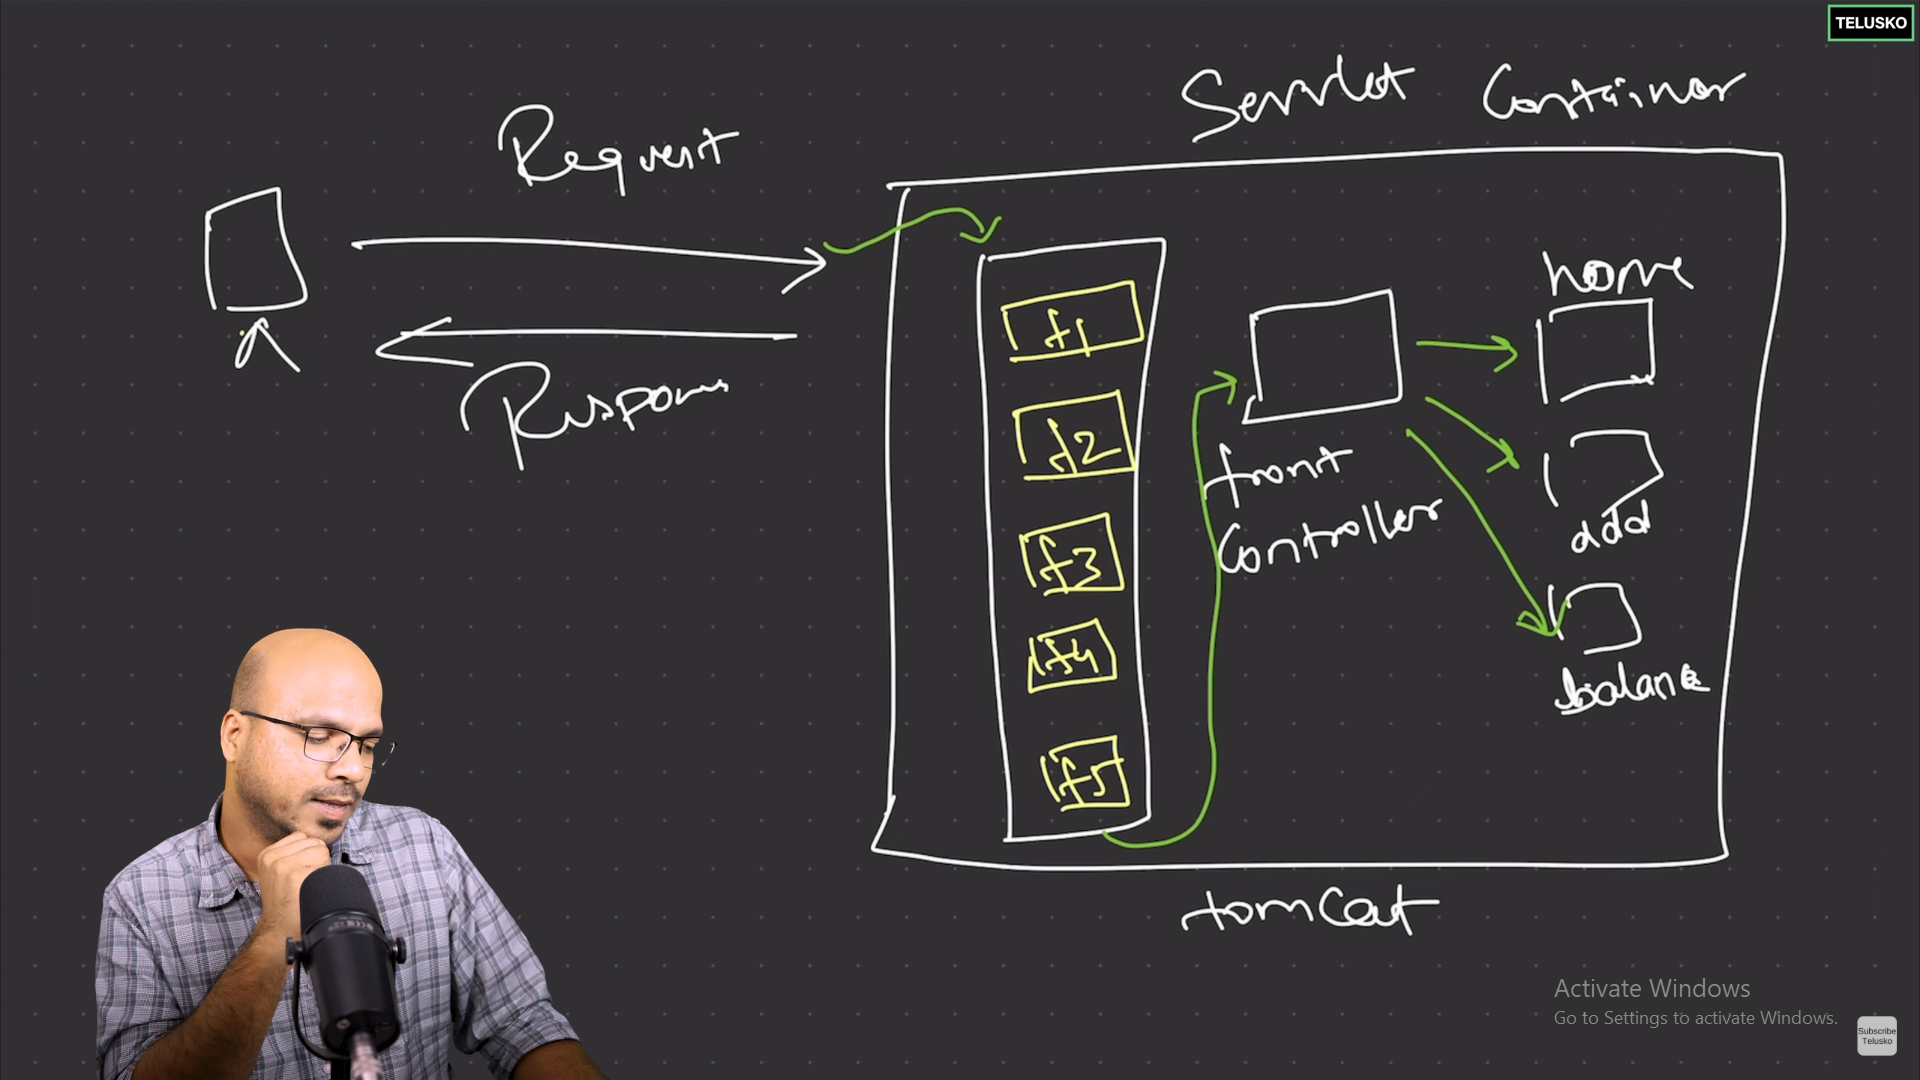 TELUSKO
Servlet Container
Request
Response
home
f1
f2
f3
f4
f5
front
Controller
add
balance
tomcat
Activate Windows
Go to Settings to activate Windows.
Subscribe
Telusko